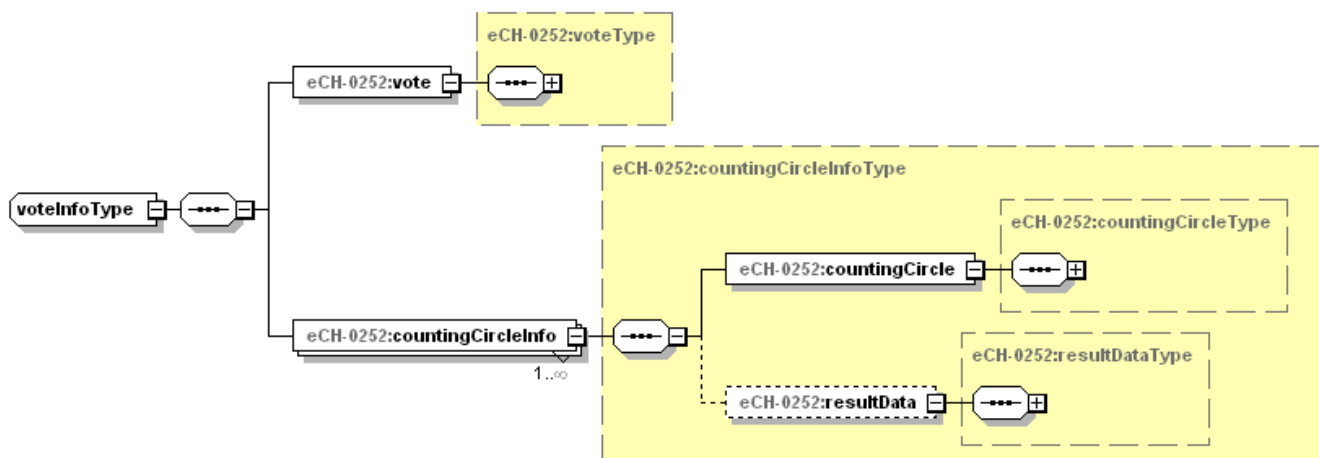 eCH-0252:voteType
eCH-0252:vote
eCH-0252:countingCircleInfoType
voteInfoType
eCH-0252:countingCircleType
eCH-0252:countingCircle
eCH-0252:countingCircleInfo
1..∞
eCH-0252:resultDataType
eCH-0252:resultData